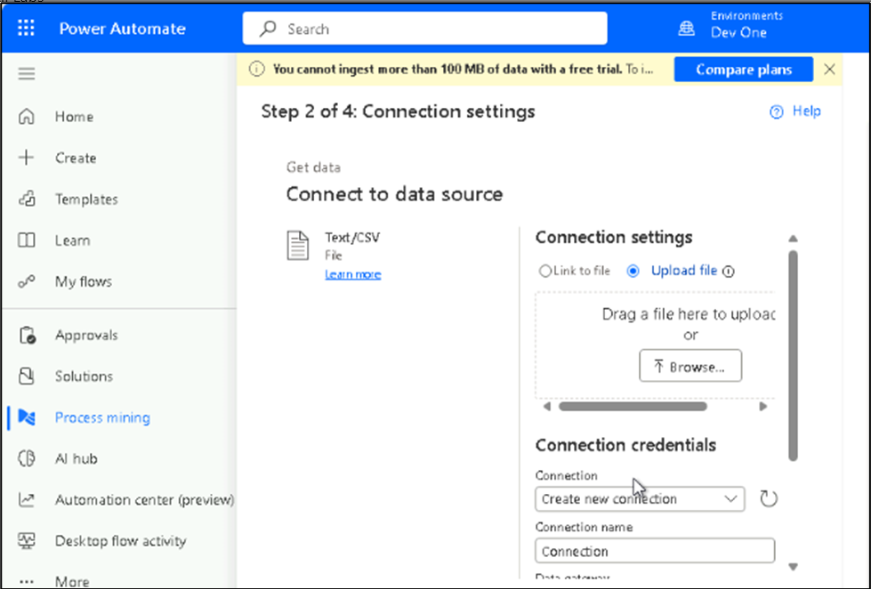 Power Automate
Search
Environments
Dev One
You cannot ingest more than 100 MB of data with a free trial. To i...
Compare plans
Home
Create
Templates
Learn
My flows
Approvals
Solutions
Process mining
AI hub
Automation center (preview)
Desktop flow activity
More
Step 2 of 4: Connection settings
Help
Get data
Connect to data source
Text/CSV
File
Learn more
Connection settings
Link to file
Upload file
Drag a file here to upload
or
Browse...
Connection credentials
Connection
Create new connection
Connection name
Connection
Data gateway